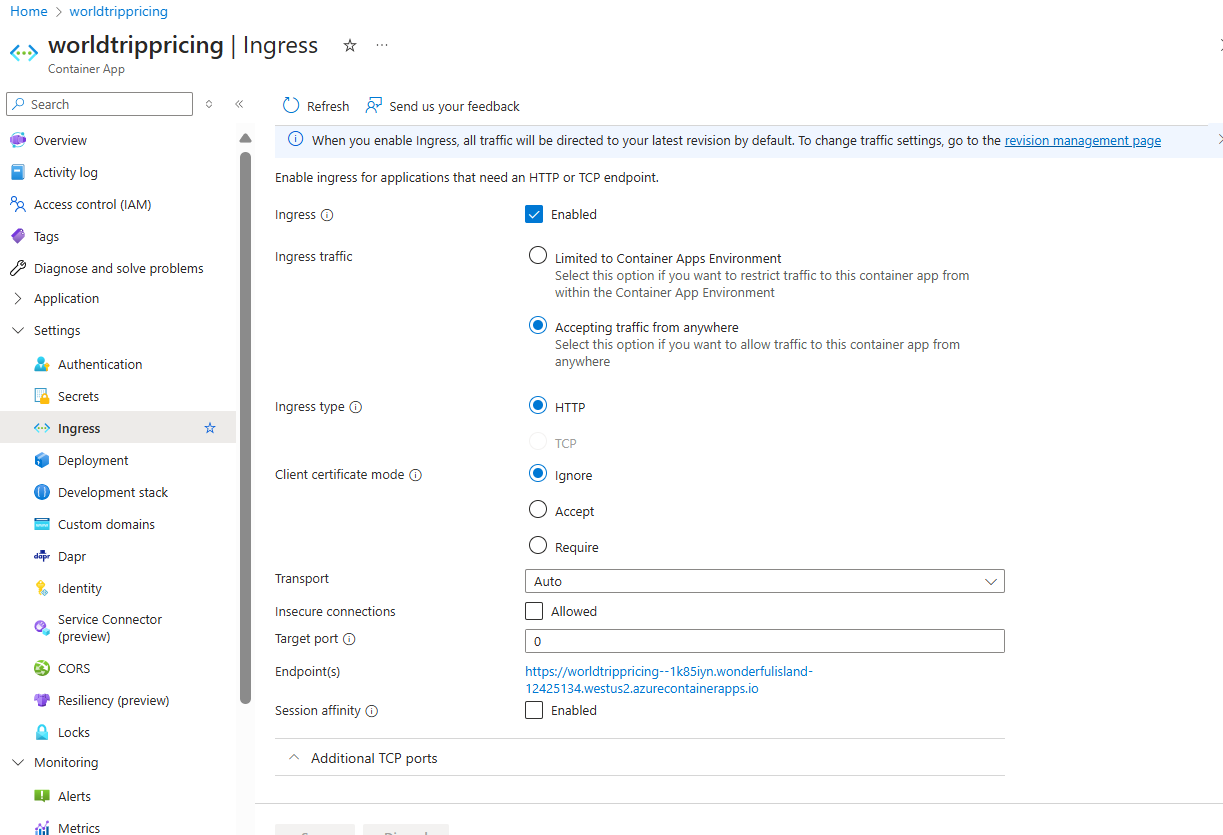 Home > worldtrippricing
worldtrippricing | Ingress
Container App
Search
Refresh
Send us your feedback
When you enable Ingress, all traffic will be directed to your latest revision by default. To change traffic settings, go to the revision management page
Overview
Activity log
Access control (IAM)
Tags
Diagnose and solve problems
Application
Settings
Authentication
Secrets
Ingress
Deployment
Development stack
Custom domains
dapr
Dapr
Identity
Service Connector
(preview)
CORS
Resiliency (preview)
Locks
Monitoring
Alerts
Metrics
Enable ingress for applications that need an HTTP or TCP endpoint.
Ingress
Enabled
Ingress traffic
Limited to Container Apps Environment
Select this option if you want to restrict traffic to this container app from
within the Container App Environment
Accepting traffic from anywhere
Select this option if you want to allow traffic to this container app from
anywhere
Ingress type
HTTP
TCP
Client certificate mode
Ignore
Accept
Require
Transport
Auto
Insecure connections
Allowed
Target port
0
Endpoint(s)
https://worldtrippricing--1k85iyn.wonderfulisland-
12425134.westus2.azurecontainerapps.io
Session affinity
Enabled
Additional TCP ports